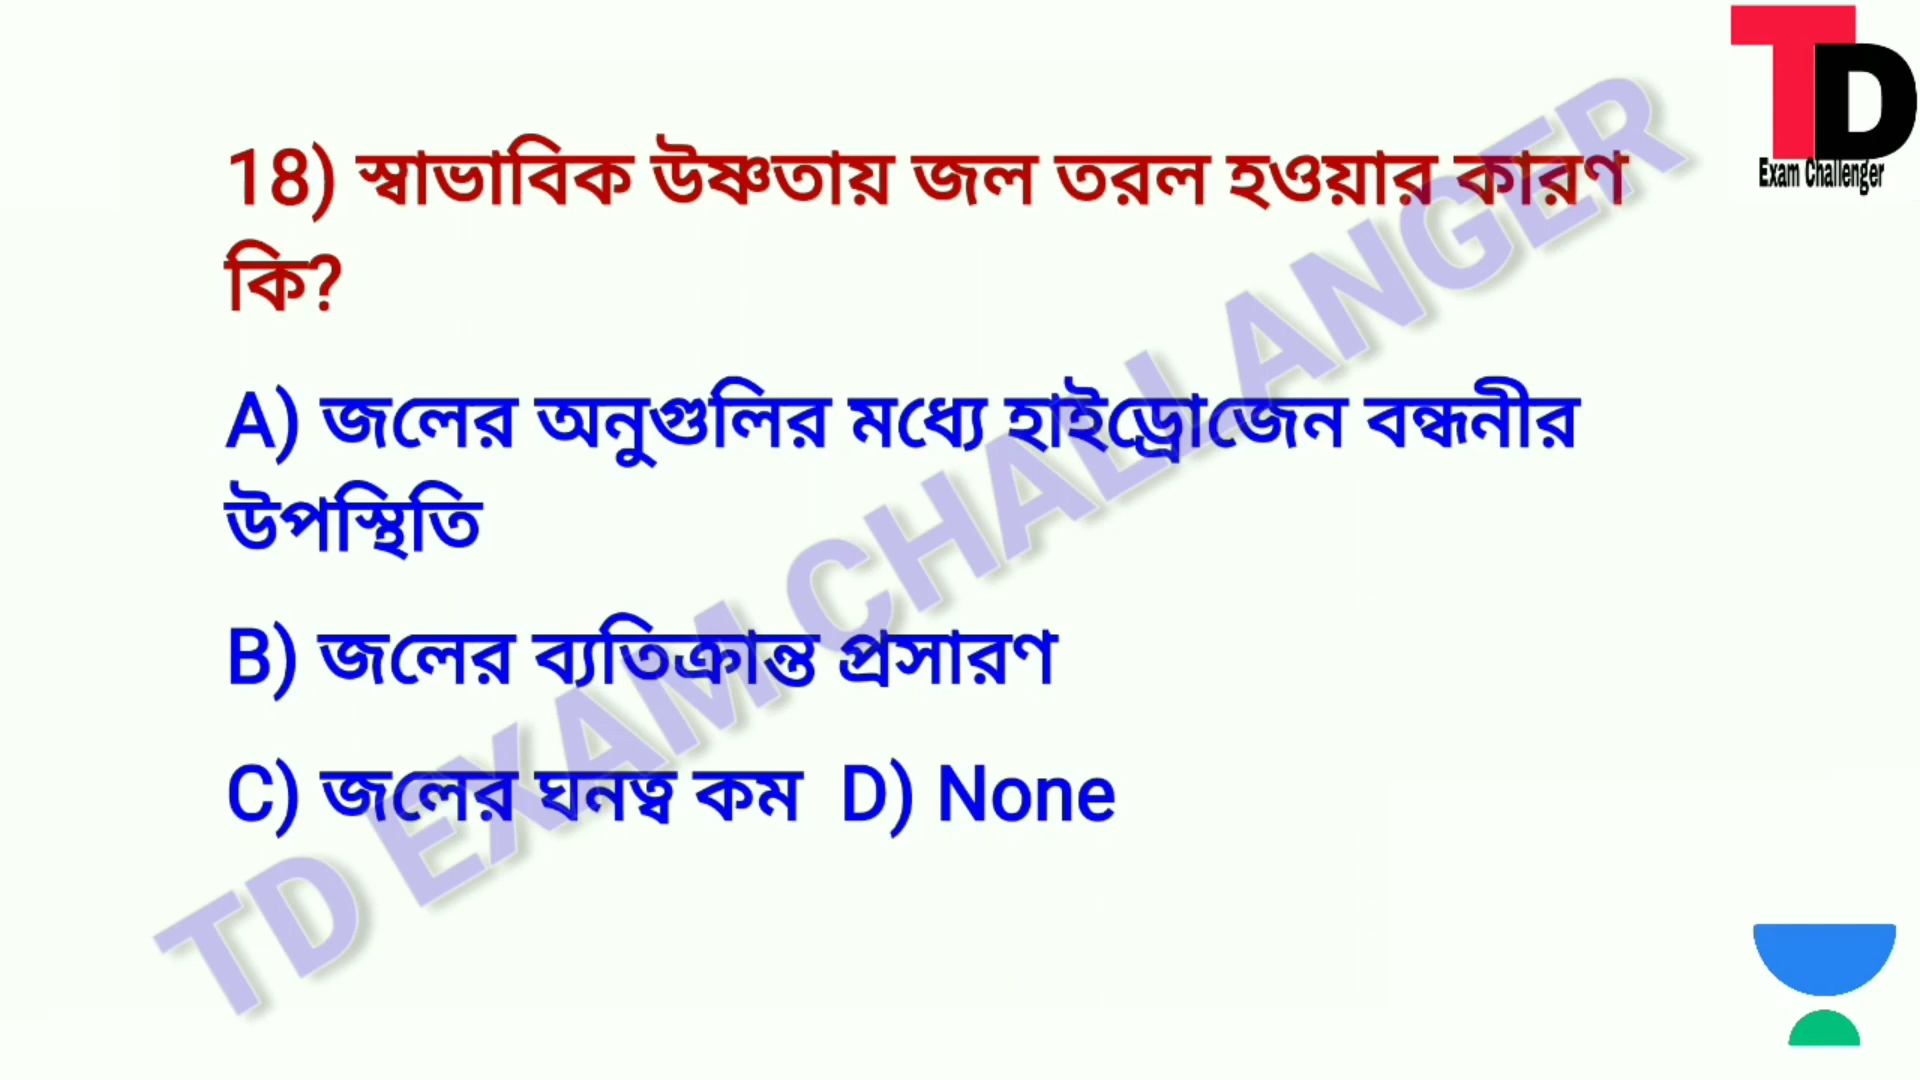 TD
Exam Challenger
18) স্বাভাবিক উষ্ণতায় জল তরল হওয়ার কারণ
কি?
A) জলের অনুগুলির মধ্যে হাইড্রোজেন বন্ধনীর
উপস্থিতি
B) জলের ব্যতিক্রান্ত প্রসারণ
C) জলের ঘনত্ব কম D) None
TD EXAM CHALLANGER